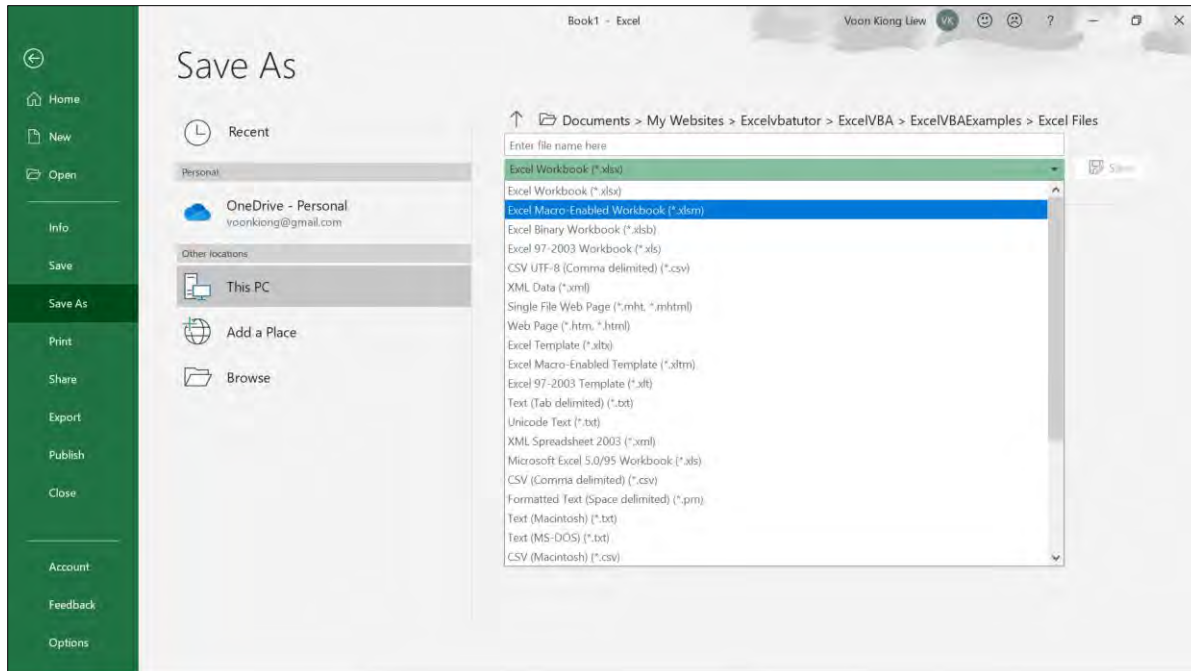 Book1 - Excel
Voon Kiong Liew VK ?
Save As
Home
New
Open
Info
Save
Save As
Print
Share
Export
Publish
Close
Account
Feedback
Options
Recent
Personal
OneDrive - Personal
voonkiong@gmail.com
Other locations
This PC
Add a Place
Browse
Documents > My Websites > Excelvbatutor > ExcelVBA > ExcelVBAExamples > Excel Files
Enter file name here
Excel Workbook (*.xlsx)
Save
Excel Workbook (*.xlsx)
Excel Macro-Enabled Workbook (*.xlsm)
Excel Binary Workbook (*.xlsb)
Excel 97-2003 Workbook (*.xls)
CSV UTF-8 (Comma delimited) (*.csv)
XML Data (*.xml)
Single File Web Page (*.mht, *.mhtml)
Web Page (*.htm, *.html)
Excel Template (*.xltx)
Excel Macro-Enabled Template (*.xltm)
Excel 97-2003 Template (*.xlt)
Text (Tab delimited) (*.txt)
Unicode Text (*.txt)
XML Spreadsheet 2003 (*.xml)
Microsoft Excel 5.0/95 Workbook (*.xls)
CSV (Comma delimited) (*.csv)
Formatted Text (Space delimited) (*.prn)
Text (Macintosh) (*.txt)
Text (MS-DOS) (*.txt)
CSV (Macintosh) (*.csv)